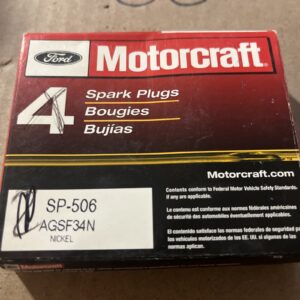 Ford
Motorcraft®
4
Spark Plugs
Bougies
Bujías
Motorcraft.com
SP-506
AGSF34N
NICKEL
Contents conform to Federal Motor Vehicle Safety Standards.
If any are applicable.
Le contenu est conforme aux normes fédérales américaines
de sécurité des automobiles éventuellement applicables.
El contenido satisface las normas federales de seguridad para
los vehículos motorizados de los EE. UU. si algunas de las
normas aplican.